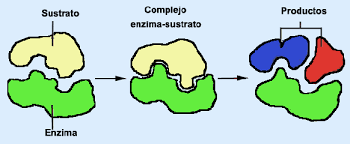 Sustrato
Complejo
enzima-sustrato
Productos
Enzima